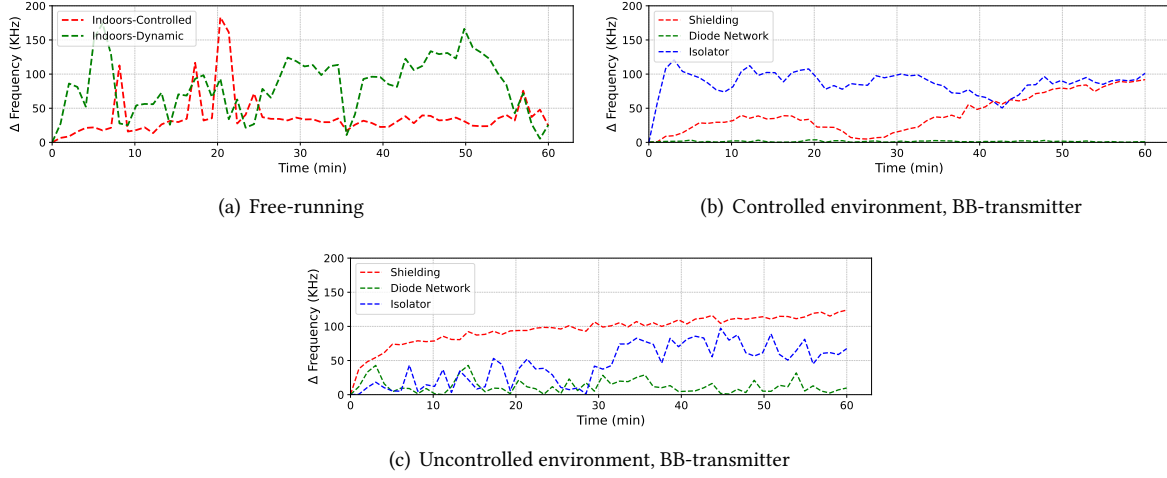 200
150
100
50
0
Δ Frequency (KHz)
Indoors-Controlled
Indoors-Dynamic
0 10 20 30 40 50 60
Time (min)
(a) Free-running
200
150
100
50
0
Δ Frequency (KHz)
Shielding
Diode Network
Isolator
0 10 20 30 40 50 60
Time (min)
(b) Controlled environment, BB-transmitter
200
150
100
50
0
Δ Frequency (KHz)
Shielding
Diode Network
Isolator
0 10 20 30 40 50 60
Time (min)
(c) Uncontrolled environment, BB-transmitter